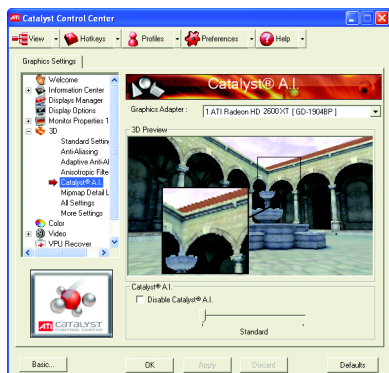 ATI Catalyst Control Center
View Hotkeys Profiles Preferences Help
Graphics Settings
Welcome
Information Center
Displays Manager
Display Options
Monitor Properties 1
3D
Standard Settin
Anti-Aliasing
Adaptive Anti-Al
Anisotropic Filte
Catalyst® A.I.
Mipmap Detail L
All Settings
More Settings
Color
Video
VPU Recover
ATI CATALYST
CONTROL CENTER
Catalyst® A.I.
Graphics Adapter :
1.ATI Radeon HD 2600XT [ GD-1904BP ]
3D Preview
Catalyst® A.I.
Disable Catalyst® A.I.
Standard
Basic...
OK
Apply
Discard
Defaults